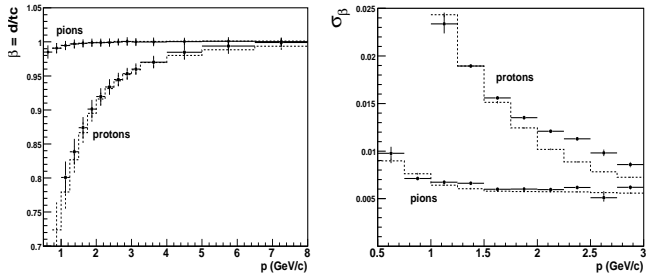 β = d/tc
1.05
1
0.95
0.9
0.85
0.8
0.75
0.7
pions
protons
1 2 3 4 5 6 7 8
p (GeV/c)
σβ
0.025
0.02
0.015
0.01
0.005
0
protons
pions
0.5 1 1.5 2 2.5 3
p (GeV/c)